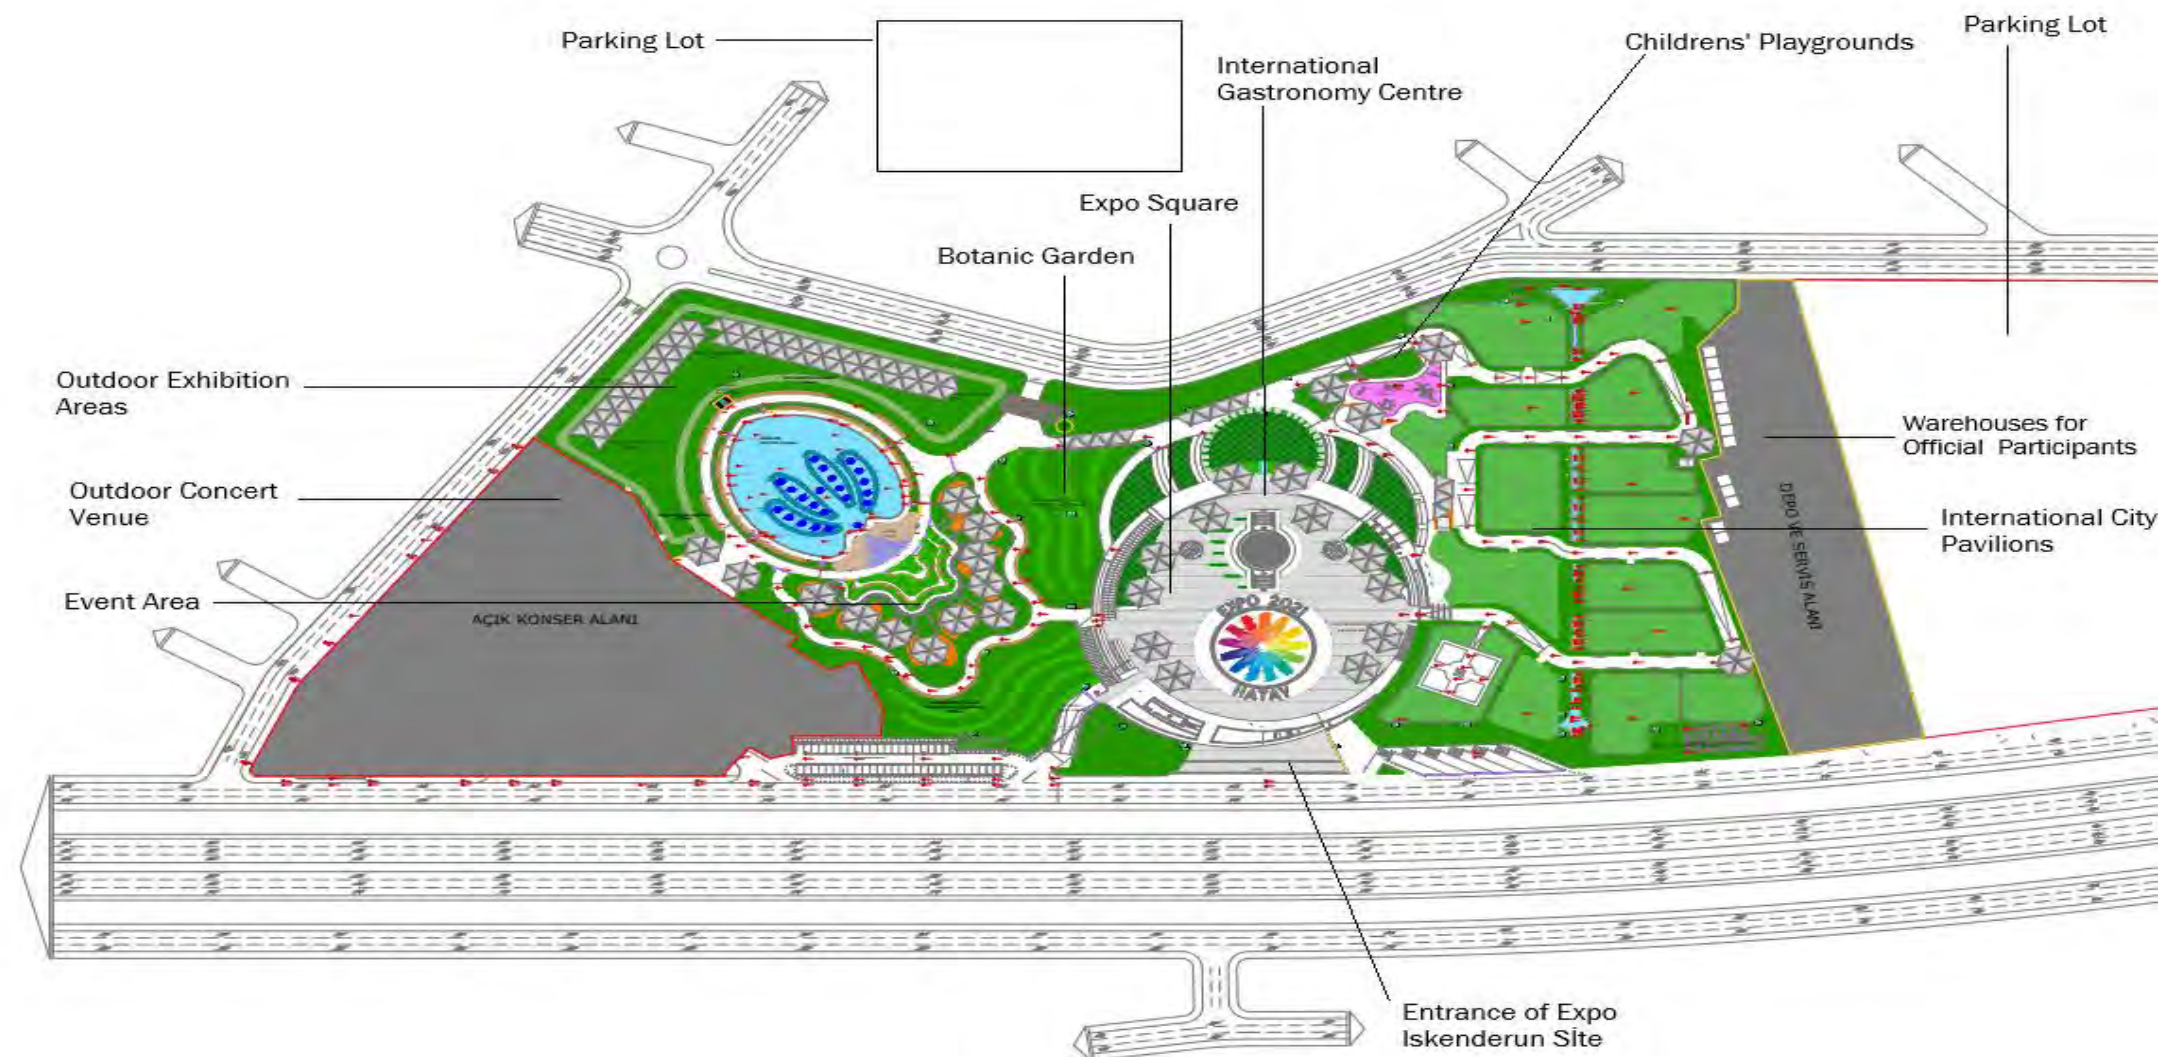 Parking Lot
International
Gastronomy Centre
Childrens' Playgrounds
Parking Lot
Expo Square
Botanic Garden
Outdoor Exhibition
Areas
Warehouses for
Official Participants
Outdoor Concert
Venue
International City
Pavilions
Event Area
AÇIK KONSER ALANI
DEPO VE SERVİS ALANI
EXPO 2021
HATAY
Entrance of Expo
Iskenderun Sİte